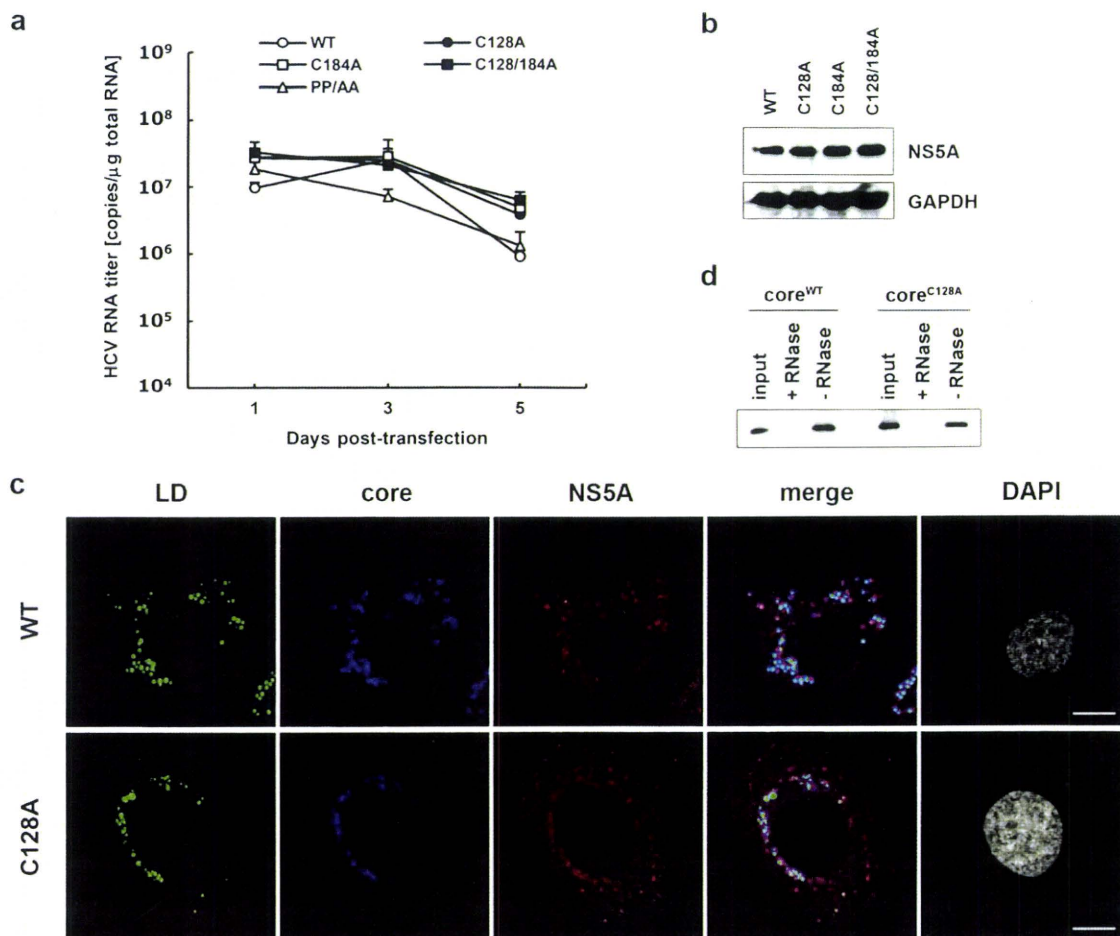 a
WT
C128A
C184A
C128/184A
PP/AA
HCV RNA titer [copies/μg total RNA]
10⁹
10⁸
10⁷
10⁶
10⁵
10⁴
1 3 5
Days post-transfection
b
WT
C128A
C184A
C128/184A
NS5A
GAPDH
d
core^WT
core^C128A
input
+ RNase
- RNase
input
+ RNase
- RNase
c
LD core NS5A merge DAPI
WT
C128A